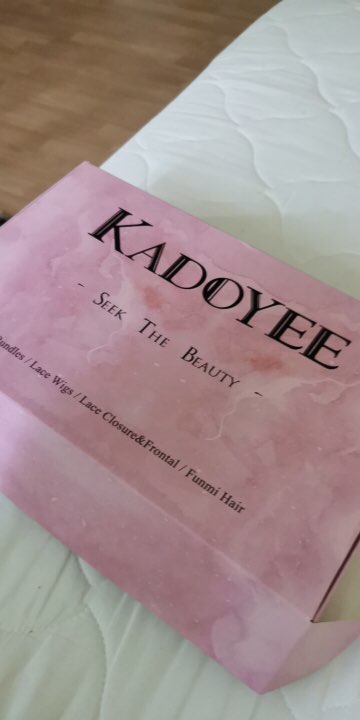 KADOYEE
- SEEK THE BEAUTY -
Bundles / Lace Wigs / Lace Closure&Frontal / Funmi Hair